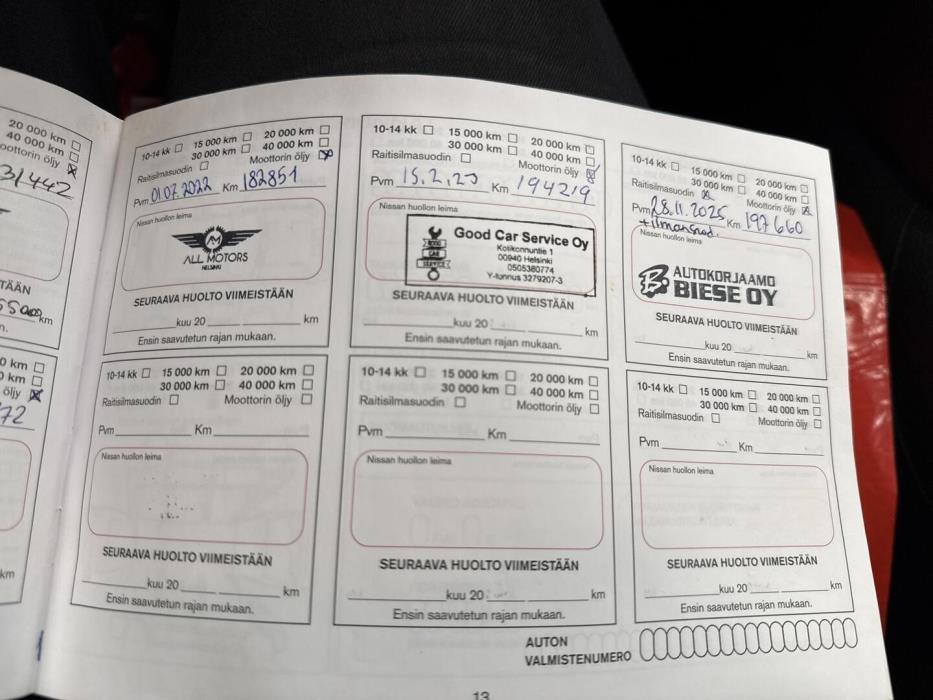 20 000 km
40 000 km
oottorin öljy
31442
TÄÄN
km
n.
0 km
0 km
öljy
72
km
10-14 kk 15 000 km 20 000 km
30 000 km 40 000 km
Raitisilmasuodin Moottorin öljy
Pvm 01.07.2022 Km 182851
Nissan huollon leima
AM
ALL MOTORS
HELSINKI
SEURAAVA HUOLTO VIIMEISTÄÄN
kuu 20 km
Ensin saavutetun rajan mukaan.
10-14 kk 15 000 km 20 000 km
30 000 km 40 000 km
Raitisilmasuodin Moottorin öljy
Pvm 15.2.23 Km 194219
Nissan huollon leima
GOOD
CAR
SERVICE
Good Car Service Oy
Kotikonnuntie 1
00940 Helsinki
0505380774
Y-tunnus 3279207-3
SEURAAVA HUOLTO VIIMEISTÄÄN
kuu 20 km
Ensin saavutetun rajan mukaan.
10-14 kk 15 000 km 20 000 km
30 000 km 40 000 km
Raitisilmasuodin Moottorin öljy
Pvm 28.11.2025 Km 197660
+ilmansuod.
Nissan huollon leima
B AUTOKORJAAMO
BIESE OY
SEURAAVA HUOLTO VIIMEISTÄÄN
kuu 20 km
Ensin saavutetun rajan mukaan.
10-14 kk 15 000 km 20 000 km
30 000 km 40 000 km
Raitisilmasuodin Moottorin öljy
Pvm Km
Nissan huollon leima
SEURAAVA HUOLTO VIIMEISTÄÄN
kuu 20 km
Ensin saavutetun rajan mukaan.
10-14 kk 15 000 km 20 000 km
30 000 km 40 000 km
Raitisilmasuodin Moottorin öljy
Pvm Km
Nissan huollon leima
SEURAAVA HUOLTO VIIMEISTÄÄN
kuu 20 km
Ensin saavutetun rajan mukaan.
10-14 kk 15 000 km 20 000 km
30 000 km 40 000 km
Raitisilmasuodin Moottorin öljy
Pvm Km
Nissan huollon leima
SEURAAVA HUOLTO VIIMEISTÄÄN
kuu 20 km
Ensin saavutetun rajan mukaan.
AUTON
VALMISTENUMERO
13